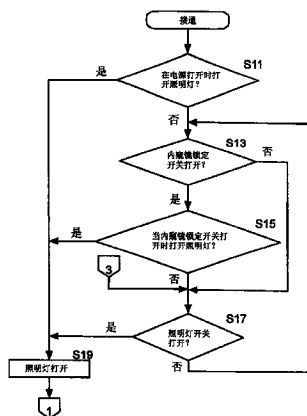 接通
S11
在电源打开时打
开照明灯?
是
否
S13
内窥镜锁定
开关打开?
否
是
S15
当内窥镜锁定开关打
开时打开照明灯?
是
3
否
S17
照明灯开关
打开?
是
否
S19
照明灯打开
1